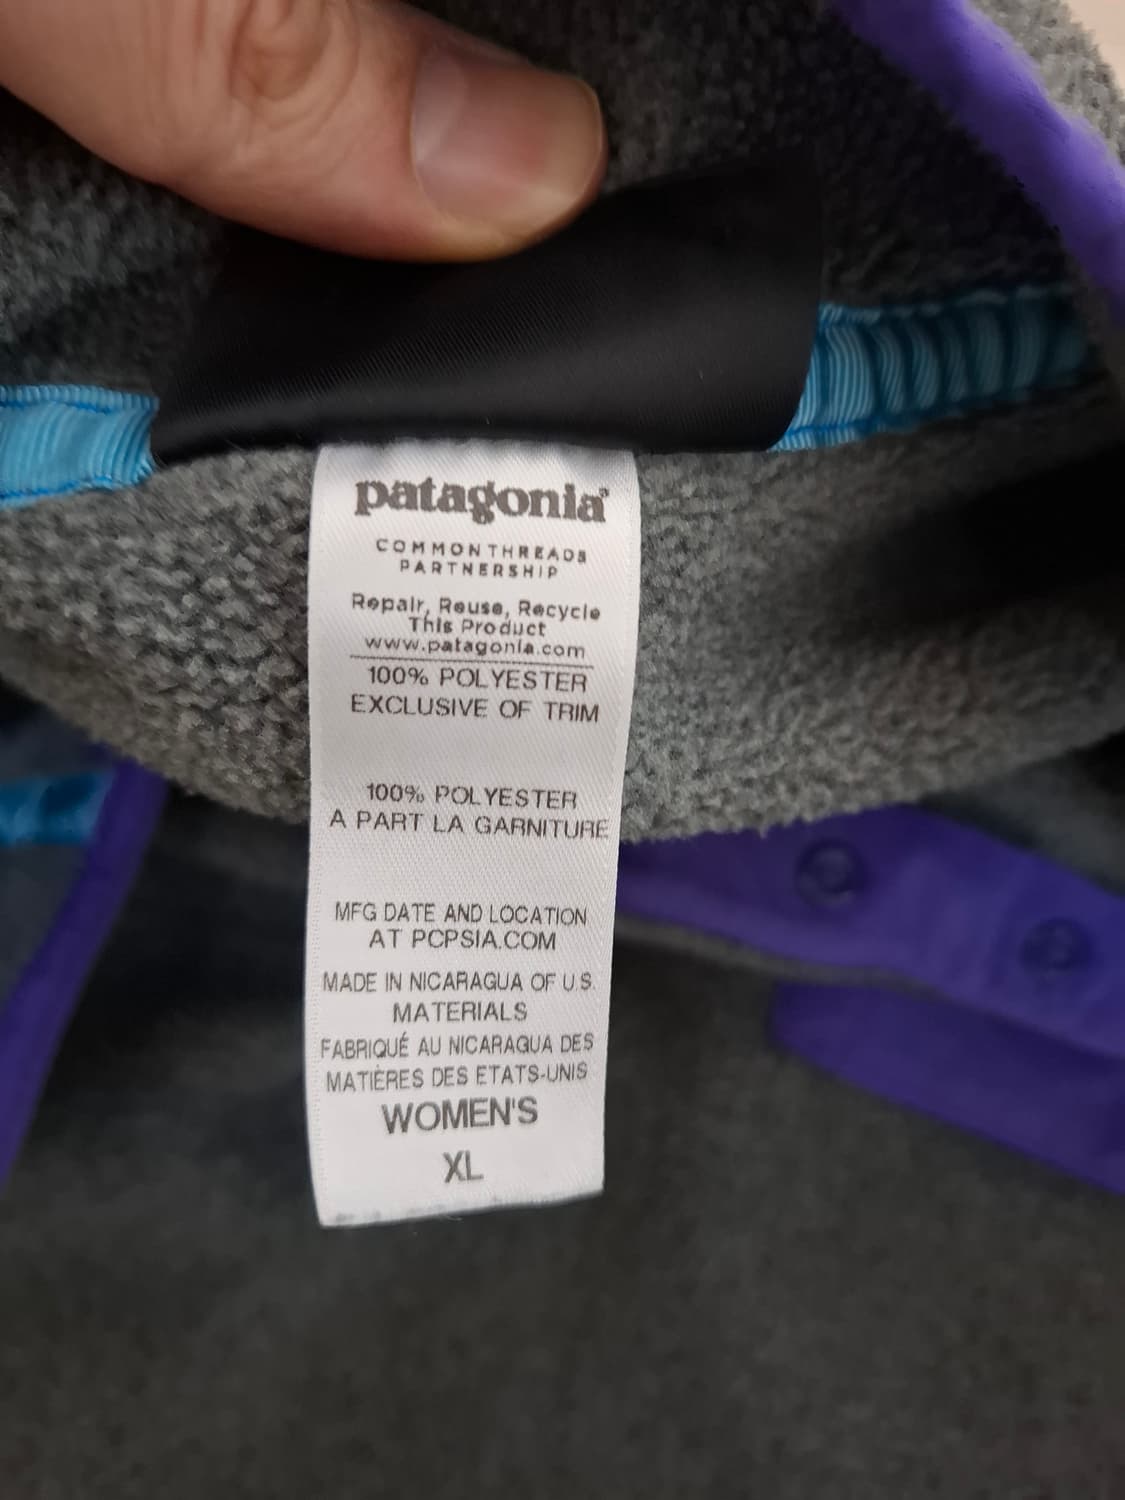 patagonia®
COMMON THREADS
PARTNERSHIP
Repair, Reuse, Recycle
This Product
www.patagonia.com
100% POLYESTER
EXCLUSIVE OF TRIM
100% POLYESTER
A PART LA GARNITURE
MFG DATE AND LOCATION
AT PCPSIA.COM
MADE IN NICARAGUA OF U.S.
MATERIALS
FABRIQUÉ AU NICARAGUA DES
MATIÈRES DES ETATS-UNIS
WOMEN'S
XL